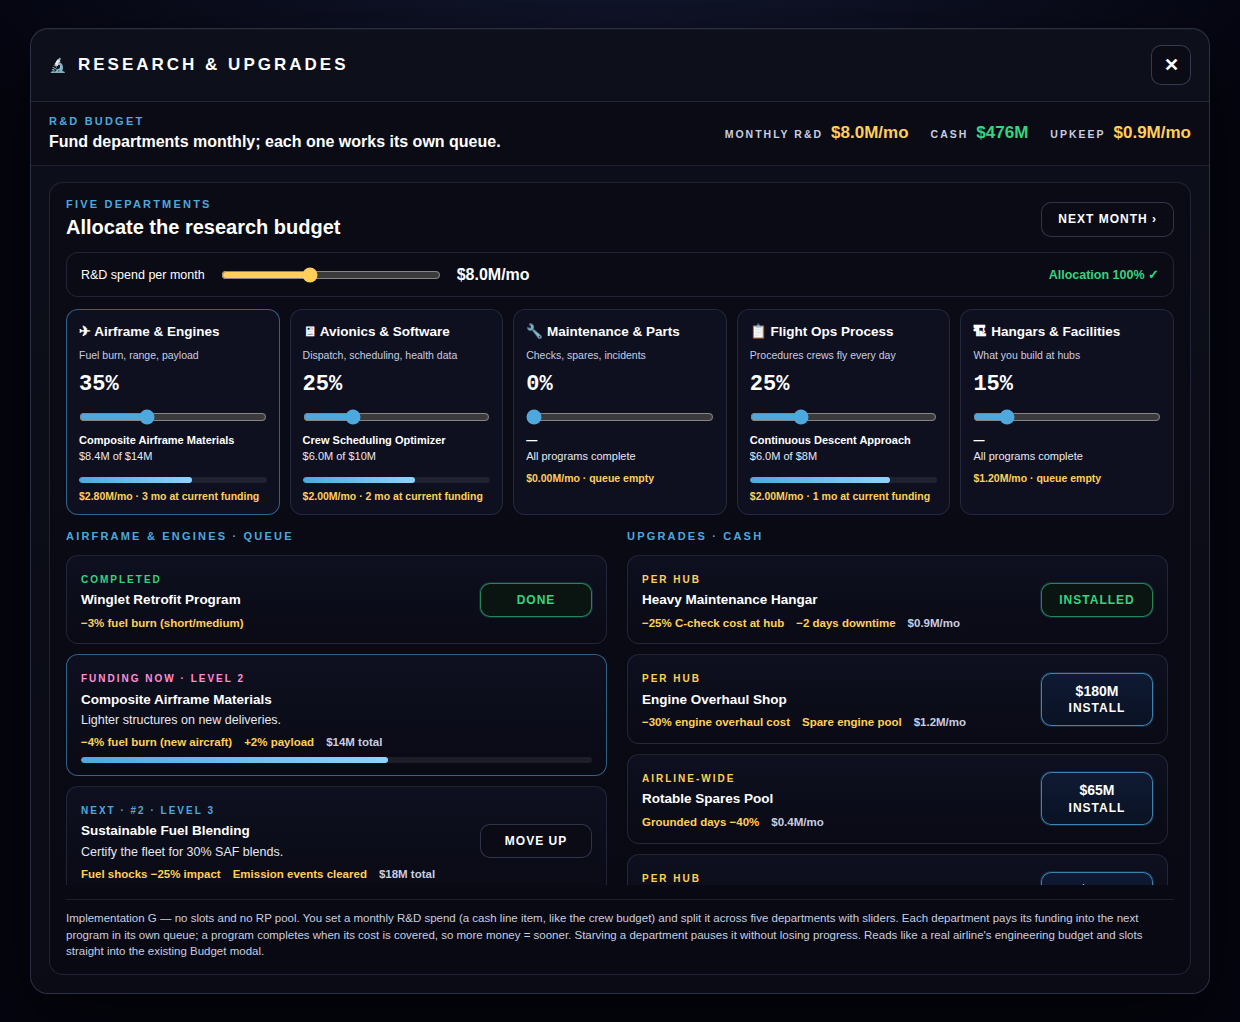 🔬 RESEARCH & UPGRADES
✕
R&D BUDGET
Fund departments monthly; each one works its own queue.
MONTHLY R&D $8.0M/mo CASH $476M UPKEEP $0.9M/mo
FIVE DEPARTMENTS
Allocate the research budget
NEXT MONTH ›
R&D spend per month $8.0M/mo Allocation 100% ✓
✈ Airframe & Engines
Fuel burn, range, payload
35%
Composite Airframe Materials
$8.4M of $14M
$2.80M/mo · 3 mo at current funding
🖥 Avionics & Software
Dispatch, scheduling, health data
25%
Crew Scheduling Optimizer
$6.0M of $10M
$2.00M/mo · 2 mo at current funding
🔧 Maintenance & Parts
Checks, spares, incidents
0%
—
All programs complete
$0.00M/mo · queue empty
📋 Flight Ops Process
Procedures crews fly every day
25%
Continuous Descent Approach
$6.0M of $8M
$2.00M/mo · 1 mo at current funding
🏗 Hangars & Facilities
What you build at hubs
15%
—
All programs complete
$1.20M/mo · queue empty
AIRFRAME & ENGINES · QUEUE
COMPLETED
Winglet Retrofit Program
−3% fuel burn (short/medium)
DONE
FUNDING NOW · LEVEL 2
Composite Airframe Materials
Lighter structures on new deliveries.
−4% fuel burn (new aircraft) +2% payload $14M total
NEXT · #2 · LEVEL 3
Sustainable Fuel Blending
Certify the fleet for 30% SAF blends.
Fuel shocks −25% impact Emission events cleared $18M total
MOVE UP
UPGRADES · CASH
PER HUB
Heavy Maintenance Hangar
−25% C-check cost at hub −2 days downtime $0.9M/mo
INSTALLED
PER HUB
Engine Overhaul Shop
−30% engine overhaul cost Spare engine pool $1.2M/mo
$180M
INSTALL
AIRLINE-WIDE
Rotable Spares Pool
Grounded days −40% $0.4M/mo
$65M
INSTALL
PER HUB
Implementation G — no slots and no RP pool. You set a monthly R&D spend (a cash line item, like the crew budget) and split it across five departments with sliders. Each department pays its funding into the next
program in its own queue; a program completes when its cost is covered, so more money = sooner. Starving a department pauses it without losing progress. Reads like a real airline's engineering budget and slots
straight into the existing Budget modal.